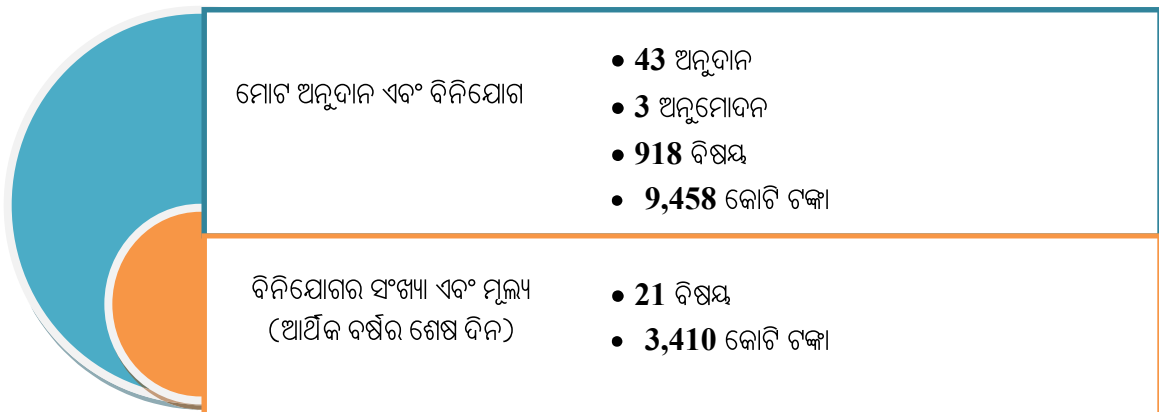 ମୋଟ ଅନୁଦାନ ଏବଂ ବିନିଯୋଗ
• 43 ଅନୁଦାନ
• 3 ଅନୁମୋଦନ
• 918 ବିଷୟ
• 9,458 କୋଟି ଟଙ୍କା
ବିନିଯୋଗର ସଂଖ୍ୟା ଏବଂ ମୂଲ୍ୟ
(ଆର୍ଥିକ ବର୍ଷର ଶେଷ ଦିନ)
• 21 ବିଷୟ
• 3,410 କୋଟି ଟଙ୍କା